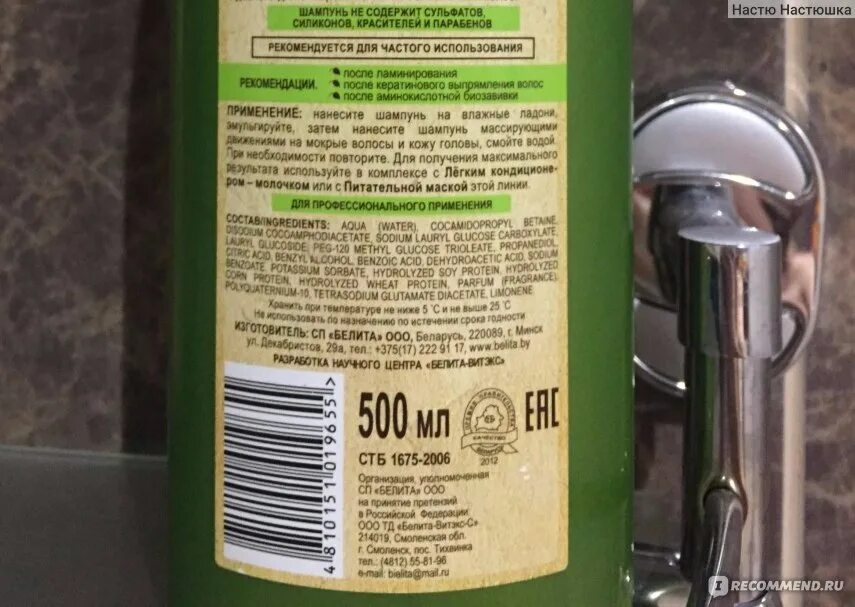 Настю Настюшка
ШАМПУНЬ НЕ СОДЕРЖИТ СУЛЬФАТОВ,
СИЛИКОНОВ, КРАСИТЕЛЕЙ И ПАРАБЕНОВ
РЕКОМЕНДУЕТСЯ ДЛЯ ЧАСТОГО ИСПОЛЬЗОВАНИЯ
РЕКОМЕНДАЦИИ:
после ламинирования
после кератинового выпрямления волос
после аминокислотной биозавивки
ПРИМЕНЕНИЕ: нанесите шампунь на влажные ладони,
эмульгируйте, затем нанесите шампунь массирующими
движениями на мокрые волосы и кожу головы, смойте водой.
При необходимости повторите. Для получения максимального
результата используйте в комплексе с Лёгким кондиционе-
ром – молочком или с Питательной маской этой линии.
ДЛЯ ПРОФЕССИОНАЛЬНОГО ПРИМЕНЕНИЯ
СОСТАВ/INGREDIENTS: AQUA (WATER), COCAMIDOPROPYL BETAINE,
DISODIUM COCOAMPHODIACETATE, SODIUM LAURYL GLUCOSE CARBOXYLATE,
LAURYL GLUCOSIDE, PEG-120 METHYL GLUCOSE TRIOLEATE, PROPANEDIOL,
CITRIC ACID, BENZYL ALCOHOL, BENZOIC ACID, DEHYDROACETIC ACID, SODIUM
BENZOATE, POTASSIUM SORBATE, HYDROLYZED SOY PROTEIN, HYDROLYZED
CORN PROTEIN, HYDROLYZED WHEAT PROTEIN, PARFUM (FRAGRANCE),
POLYQUATERNIUM-10, TETRASODIUM GLUTAMATE DIACETATE, LIMONENE
Хранить при температуре не ниже 5 °C и не выше 25 °C
Не использовать по назначению по истечении срока годности
ИЗГОТОВИТЕЛЬ: СП «БЕЛИТА» ООО, Беларусь, 220089, г. Минск
ул. Декабристов, 29а, тел.: +375(17) 222 91 17, www.belita.by
РАЗРАБОТКА НАУЧНОГО ЦЕНТРА «БЕЛИТА-ВИТЭКС»
4 810151 019655 >
500 мл
КАЧЕСТВО
2012
ЕАС
СТБ 1675-2006
Организация, уполномоченная
СП «БЕЛИТА» ООО
на принятие претензий
в Российской Федерации:
ООО ТД «Белита-Витэкс-С»
214019, Смоленская обл.
г. Смоленск, пос. Тихвинка
тел.: (4812) 55-81-96
e-mail: bielita@mail.ru
IRECOMMEND.RU